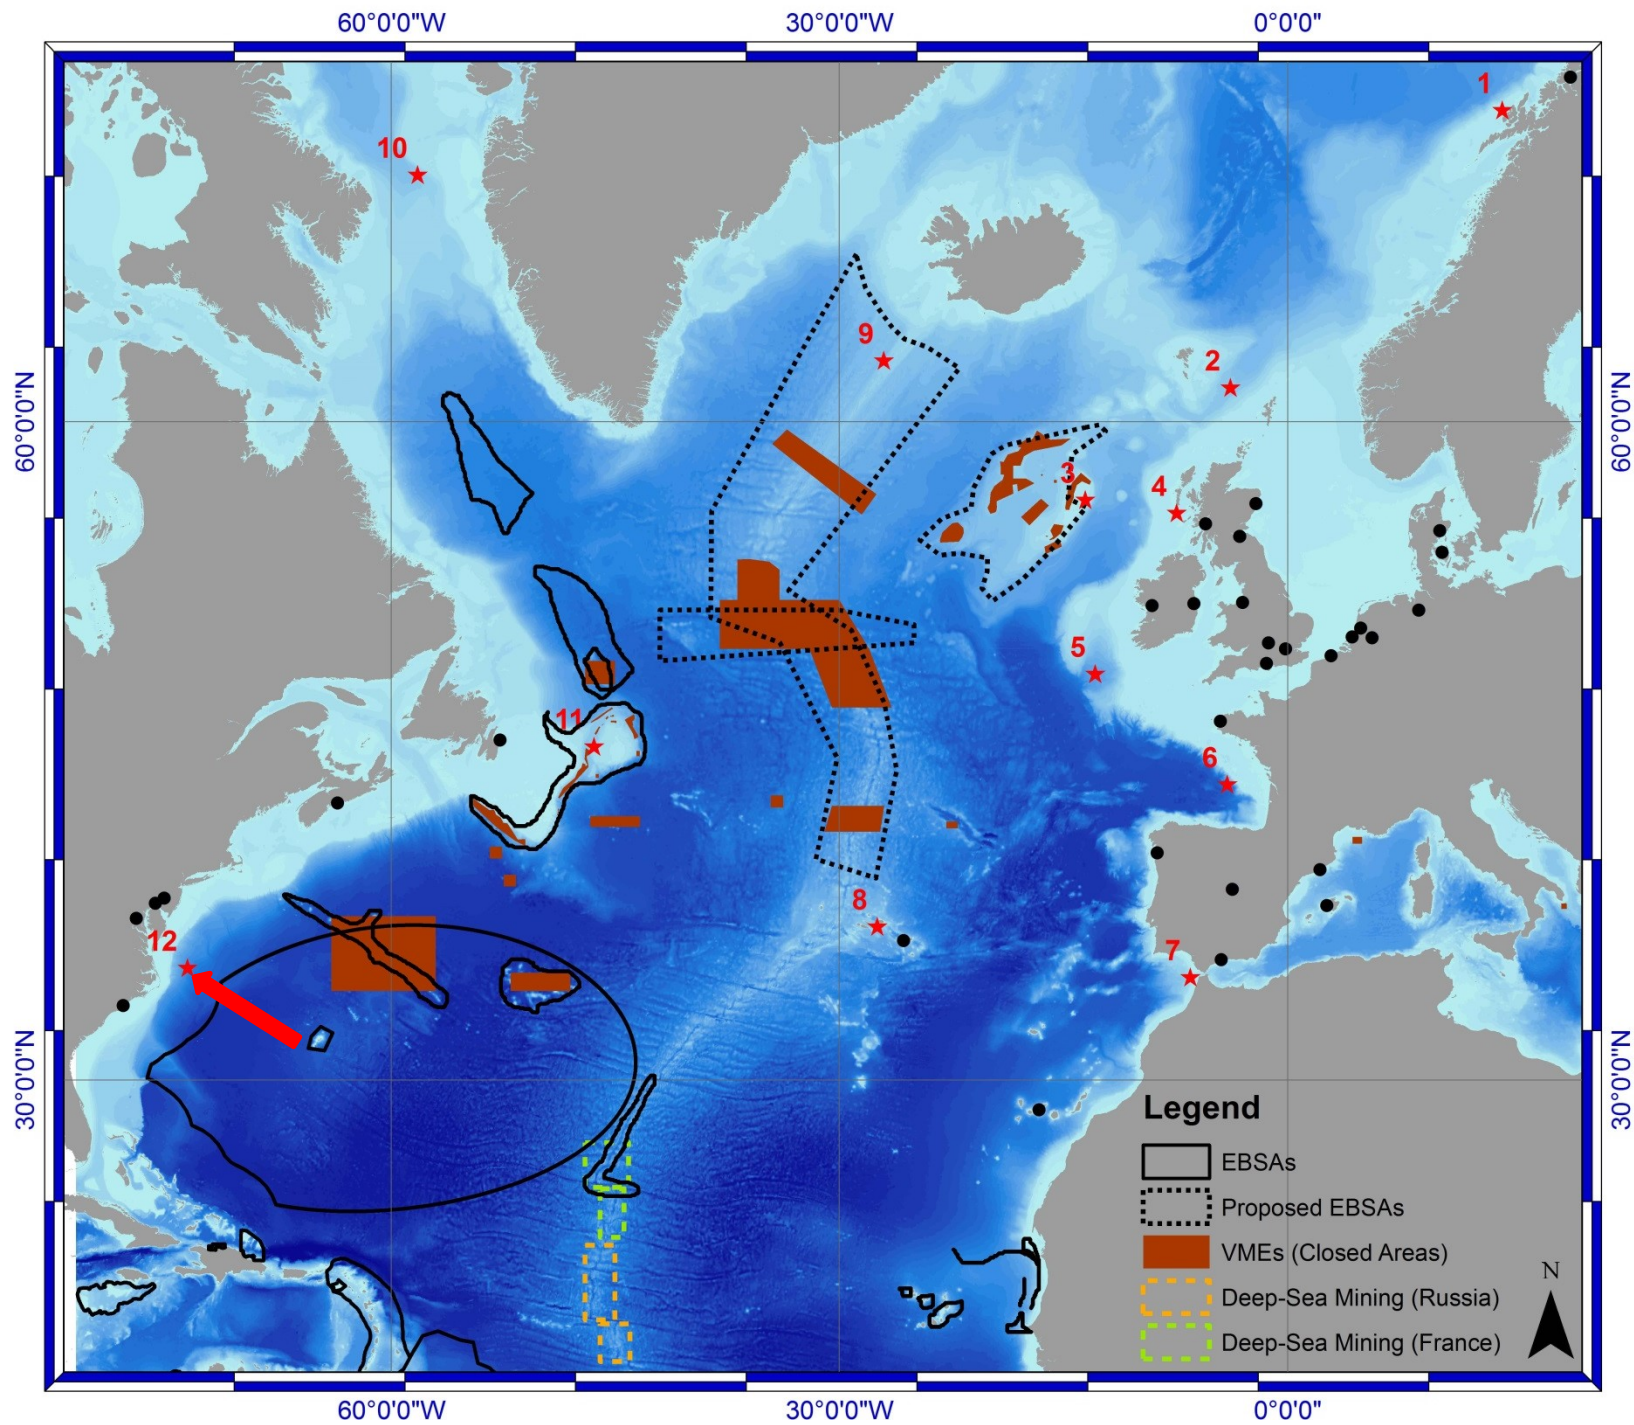 60°0'0"W 30°0'0"W 0°0'0"
1
10
9
2
60°0'0"N 60°0'0"N
3
4
5
11
6
8
12
7
30°0'0"N 30°0'0"N
Legend
EBSAs
Proposed EBSAs
VMEs (Closed Areas)
Deep-Sea Mining (Russia)
Deep-Sea Mining (France)
N
60°0'0"W 30°0'0"W 0°0'0"